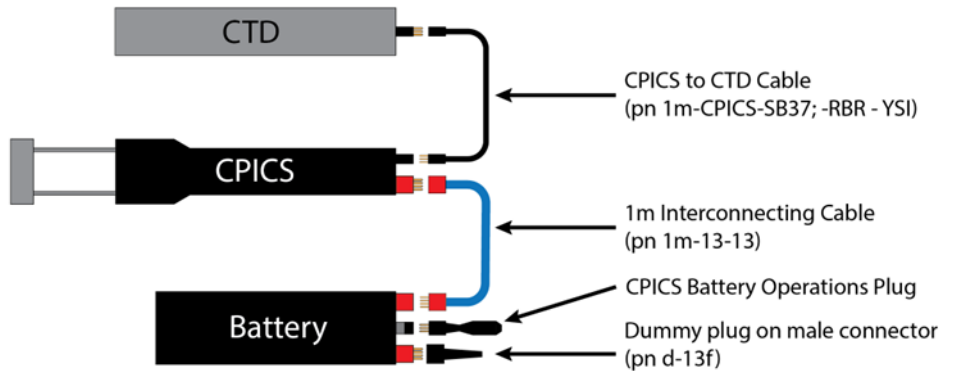 CTD
CPICS to CTD Cable
(pn 1m-CPICS-SB37; -RBR - YSI)
CPICS
1m Interconnecting Cable
(pn 1m-13-13)
CPICS Battery Operations Plug
Battery
Dummy plug on male connector
(pn d-13f)